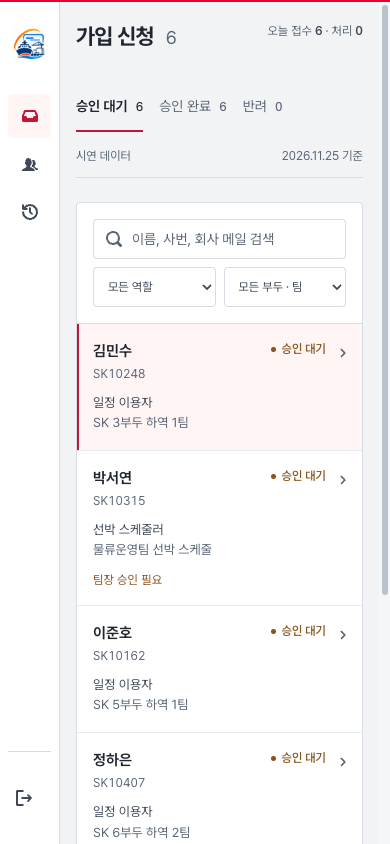 가입 신청 6
오늘 접수 6 · 처리 0
승인 대기 6 승인 완료 6 반려 0
시연 데이터
2026.11.25 기준
이름, 사번, 회사 메일 검색
모든 역할
모든 부두 · 팀
김민수
승인 대기
SK10248
일정 이용자
SK 3부두 하역 1팀
박서연
승인 대기
SK10315
선박 스케줄러
물류운영팀 선박 스케줄
팀장 승인 필요
이준호
승인 대기
SK10162
일정 이용자
SK 5부두 하역 1팀
정하은
승인 대기
SK10407
일정 이용자
SK 6부두 하역 2팀